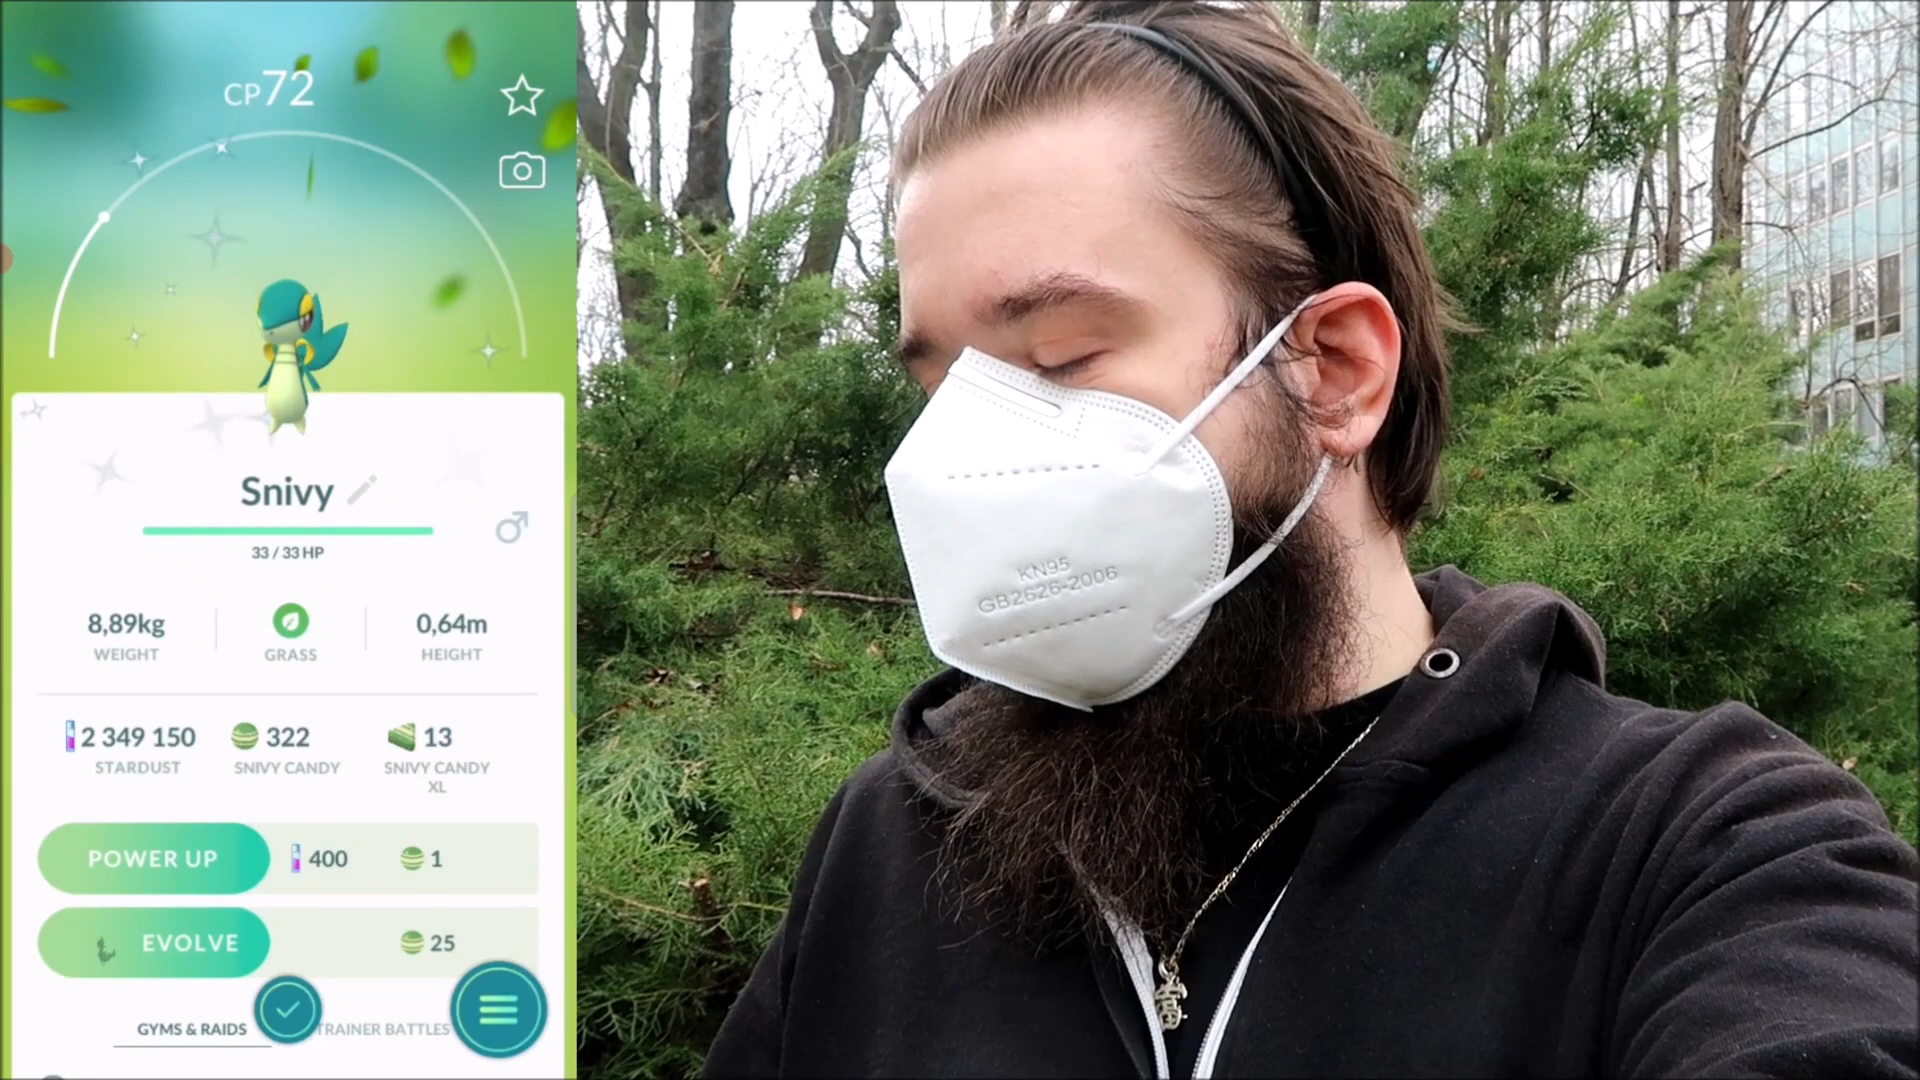 CP72
Snivy
33 / 33 HP
8,89kg
WEIGHT
GRASS
0,64m
HEIGHT
2 349 150
STARDUST
322
SNIVY CANDY
13
SNIVY CANDY
XL
POWER UP
400
1
EVOLVE
25
GYMS & RAIDS
TRAINER BATTLES
KN95
GB2626-2006